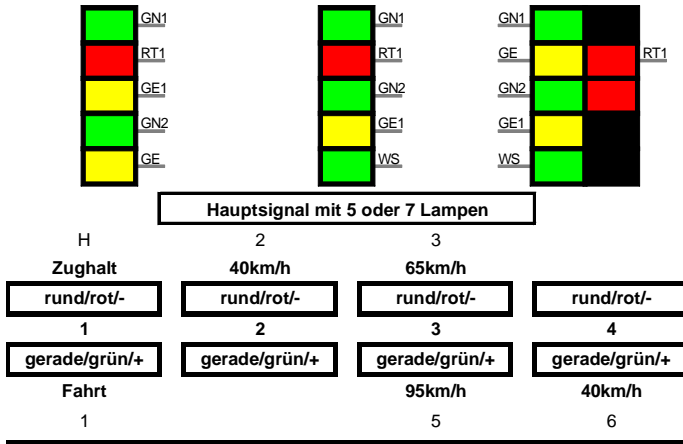 GN1 GN1 GN1
RT1 RT1 GE RT1
GE1 GN2 GN2
GN2 GE1 GE1
GE WS WS
Hauptsignal mit 5 oder 7 Lampen
H 2 3
Zughalt 40km/h 65km/h
rund/rot/- rund/rot/- rund/rot/- rund/rot/-
1 2 3 4
gerade/grün/+ gerade/grün/+ gerade/grün/+ gerade/grün/+
Fahrt 95km/h 40km/h
1 5 6